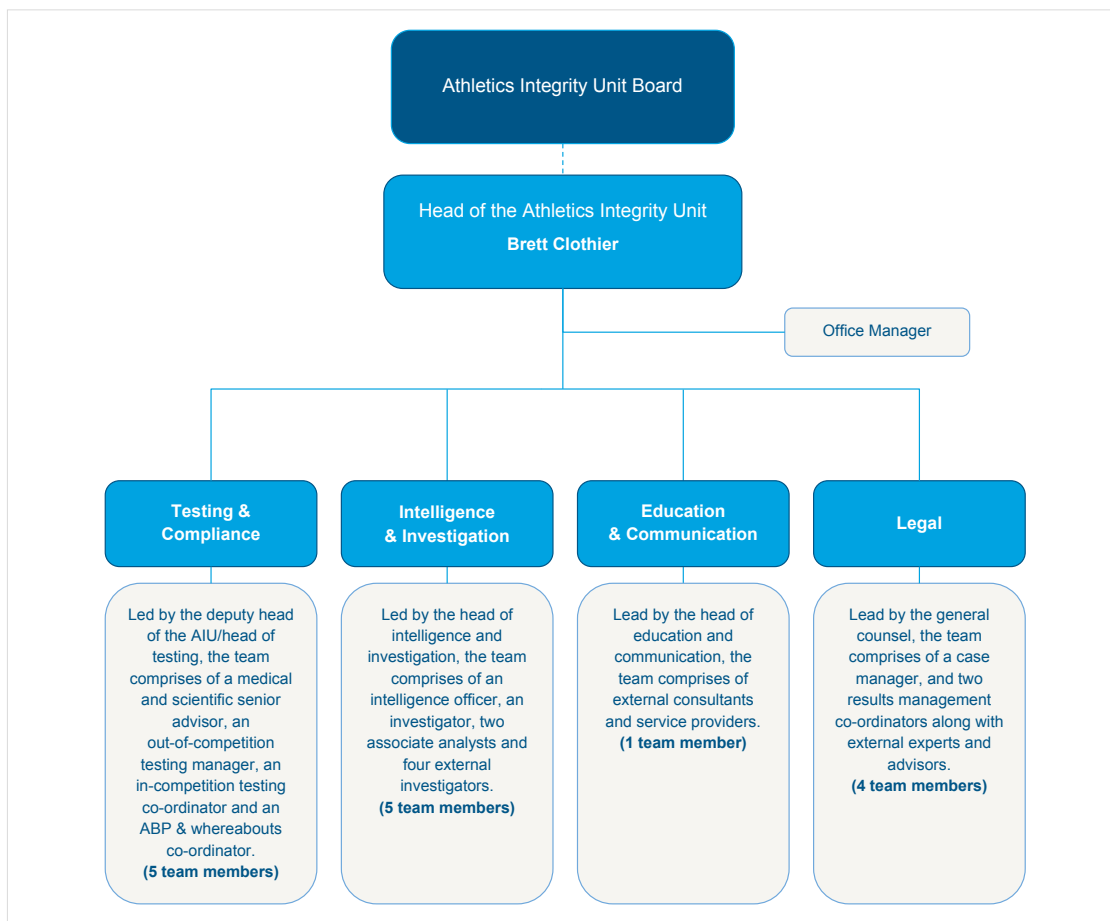 Athletics Integrity Unit Board
Head of the Athletics Integrity Unit
Brett Clothier
Office Manager
Testing &
Compliance
Led by the deputy head
of the AIU/head of
testing, the team
comprises of a medical
and scientific senior
advisor, an
out-of-competition
testing manager, an
in-competition testing
co-ordinator and an
ABP & whereabouts
co-ordinator.
(5 team members)
Intelligence
& Investigation
Led by the head of
intelligence and
investigation, the team
comprises of an
intelligence officer, an
investigator, two
associate analysts and
four external
investigators.
(5 team members)
Education
& Communication
Lead by the head of
education and
communication, the
team comprises of
external consultants
and service providers.
(1 team member)
Legal
Lead by the general
counsel, the team
comprises of a case
manager, and two
results management
co-ordinators along with
external experts and
advisors.
(4 team members)